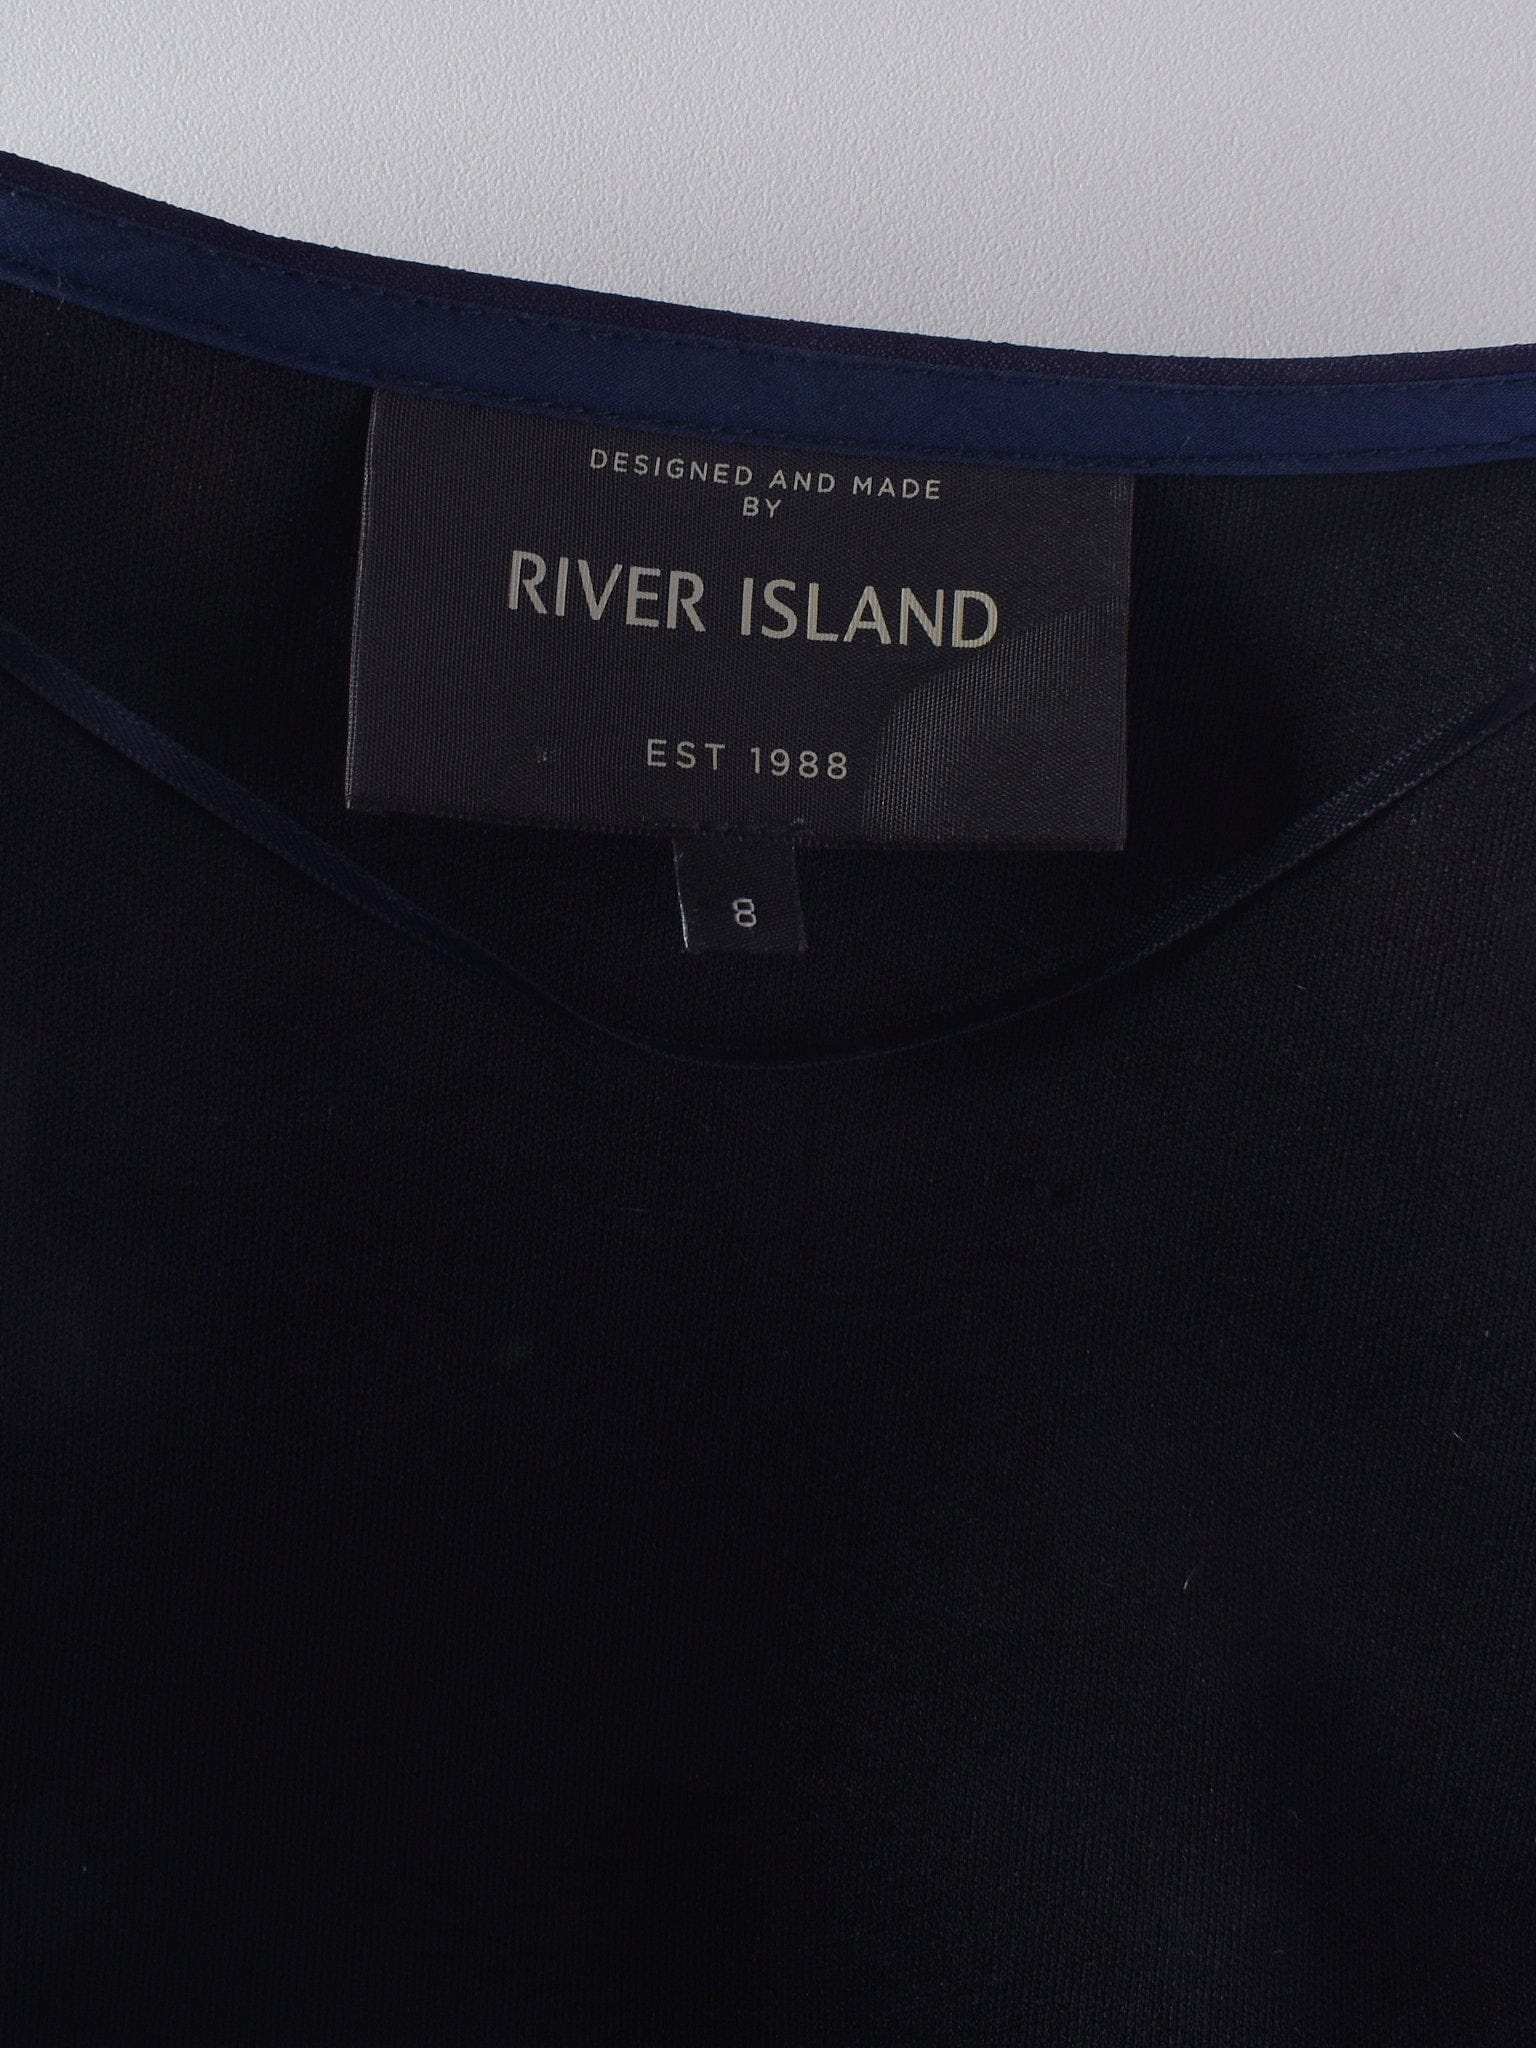 DESIGNED AND MADE
BY
RIVER ISLAND
EST 1988
8